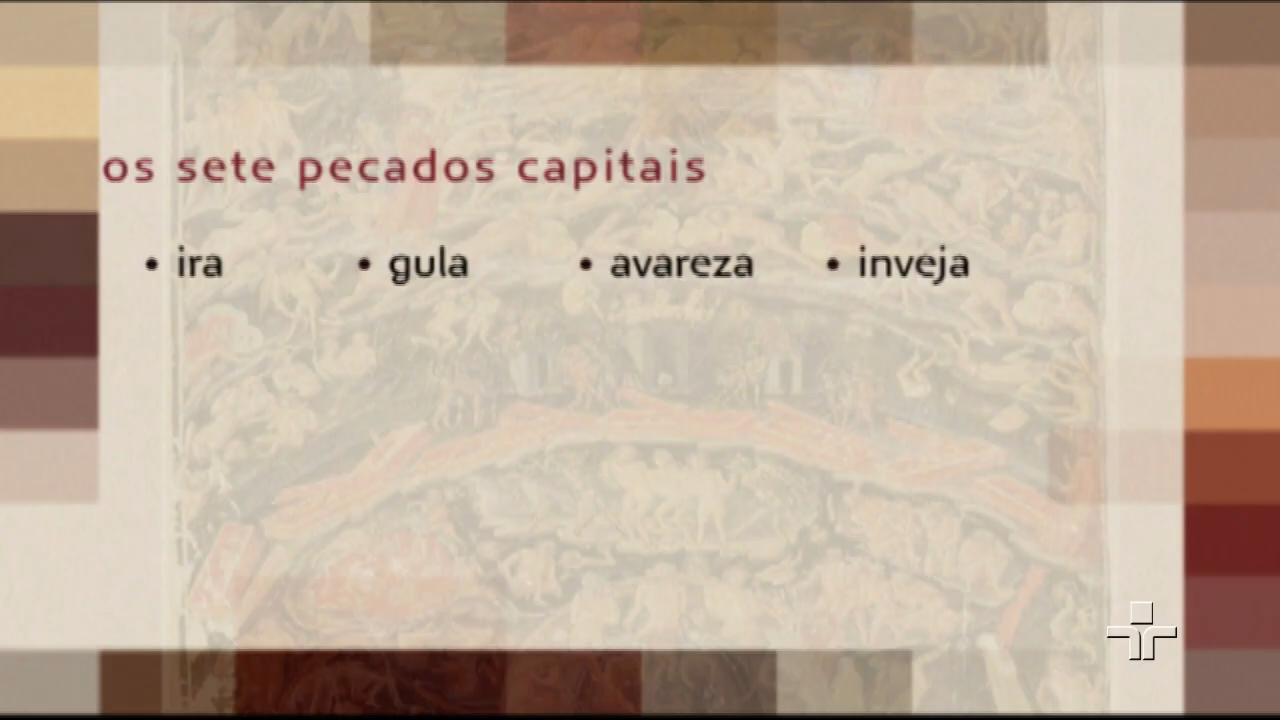 os sete pecados capitais
• ira • gula • avareza • inveja